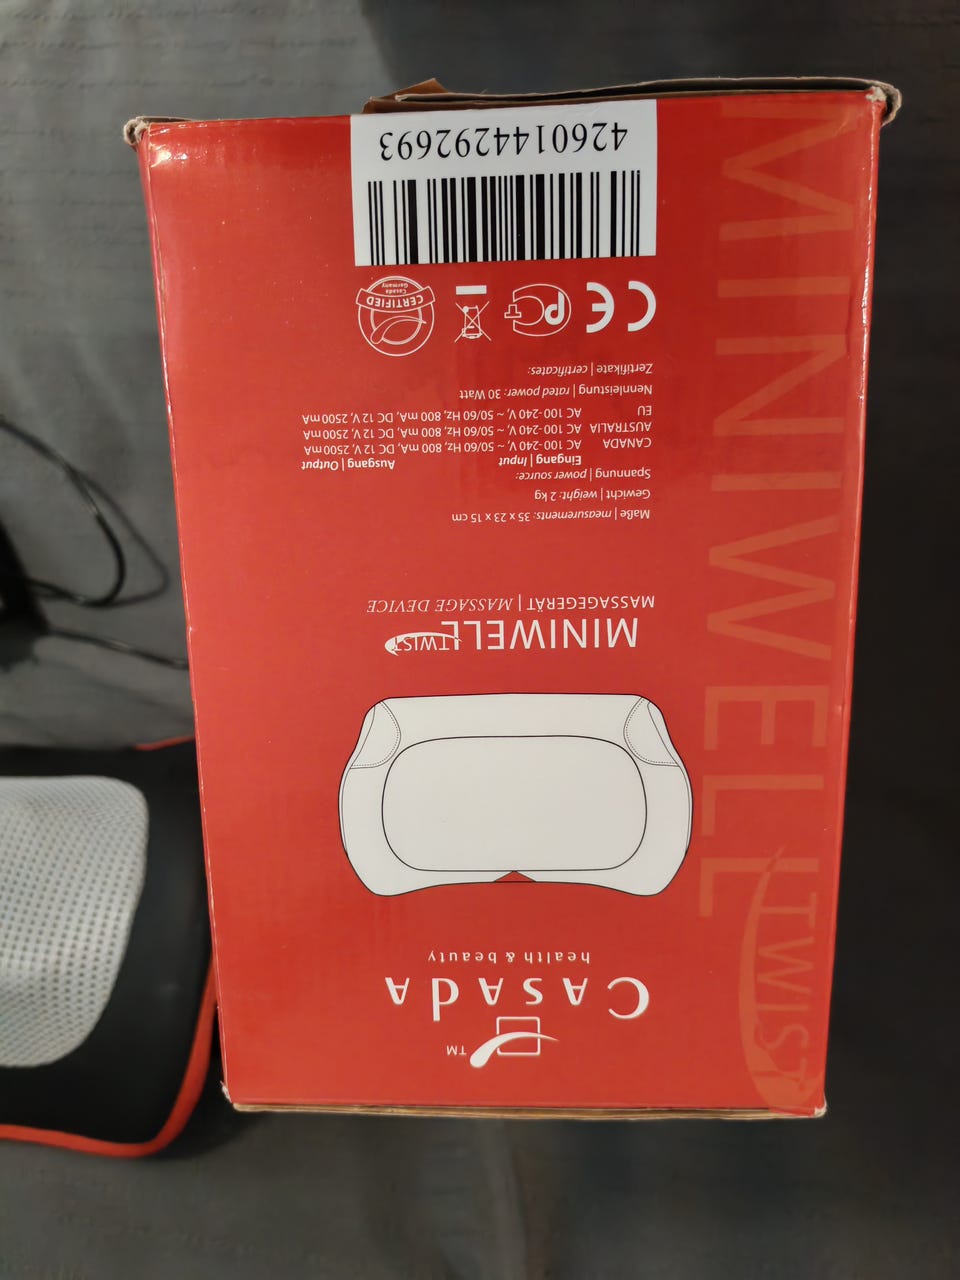 TM
CASADA
health & beauty
MINIWELL TWIST
MASSAGEGERÄT | MASSAGE DEVICE
Maße | measurements: 35 x 23 x 15 cm
Gewicht | weight: 2 kg
Spannung | power source:
Eingang | Input Ausgang | Output
CANADA AC 100-240 V, ~ 50/60 Hz, 800 mA, DC 12 V, 2500 mA
AUSTRALIA AC 100-240 V, ~ 50/60 Hz, 800 mA, DC 12 V, 2500 mA
EU AC 100-240 V, ~ 50/60 Hz, 800 mA, DC 12 V, 2500 mA
Nennleistung | rated power: 30 Watt
Zertifikate | certificates:
CE PCT
CERTIFIED
Casada
Germany
4260144292693
MINIWELL TWIST